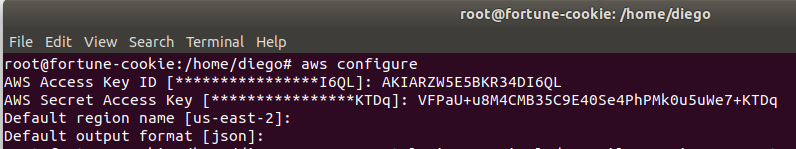 root@fortune-cookie: /home/diego
File Edit View Search Terminal Help
root@fortune-cookie:/home/diego# aws configure
AWS Access Key ID [****************I6QL]: AKIARZW5E5BKR34DI6QL
AWS Secret Access Key [****************KTDq]: 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
Default region name [us-east-2]:
Default output format [json]: